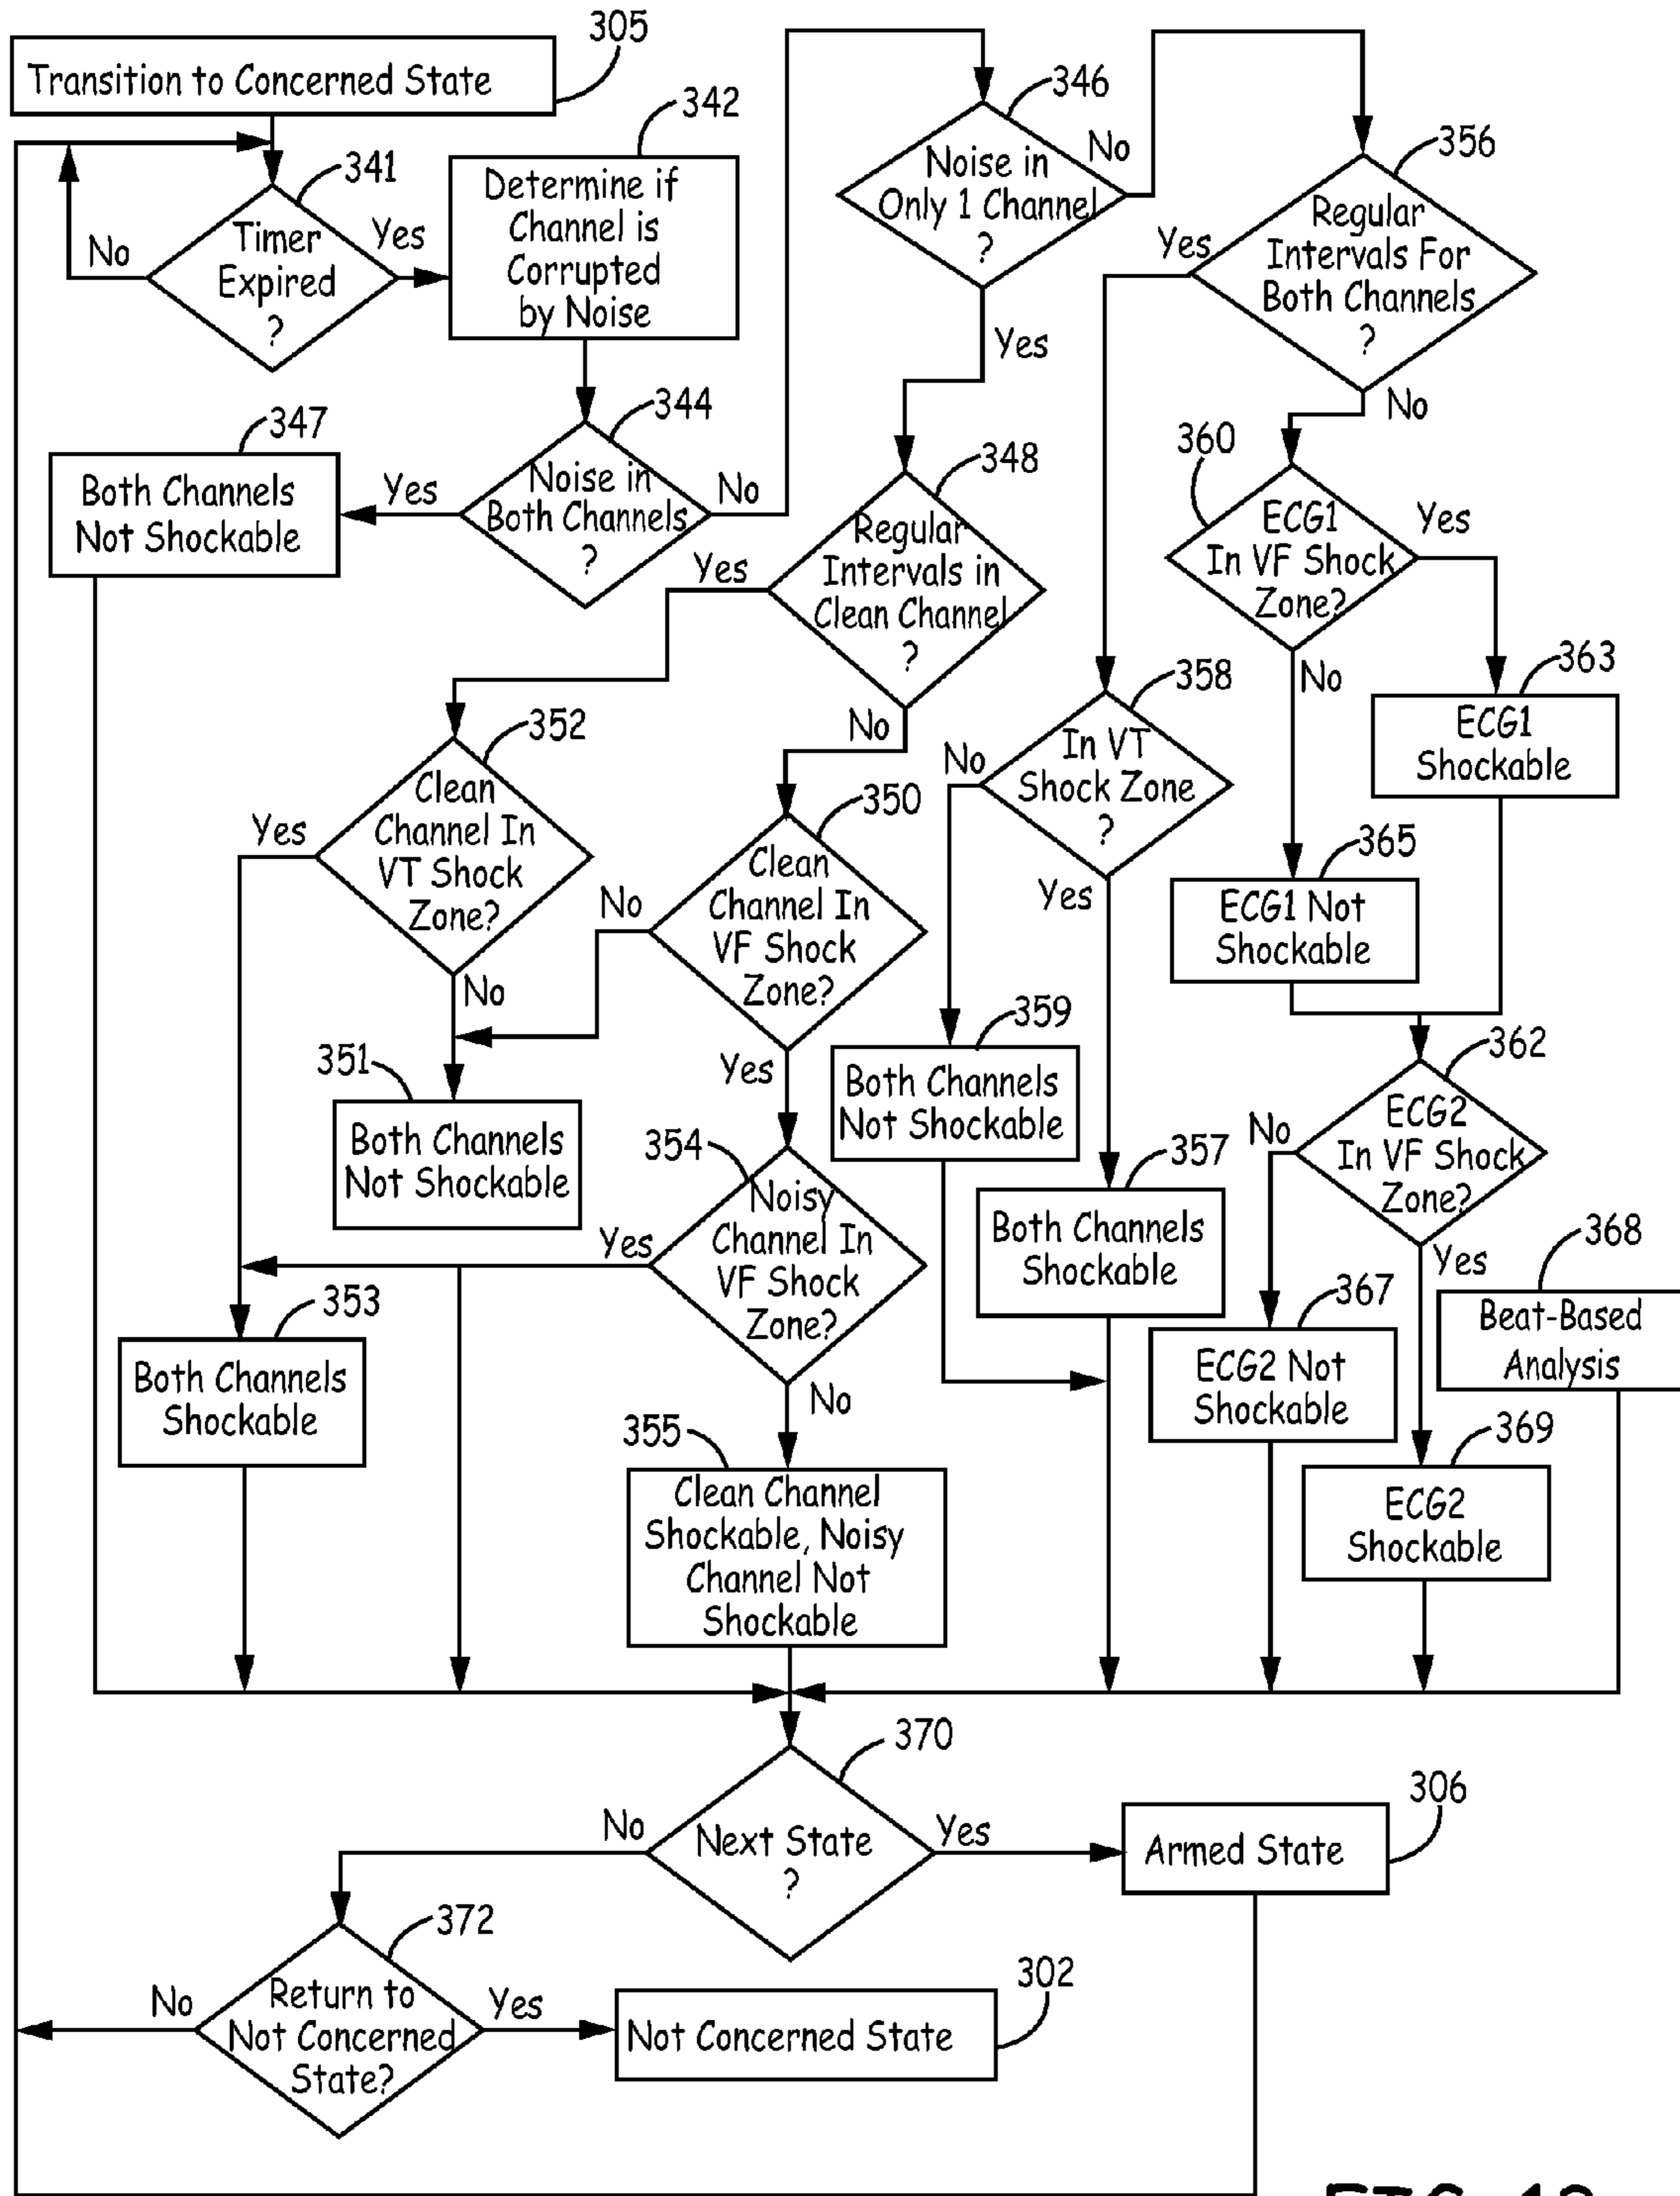 305
Transition to Concerned State
342
341
Timer
Expired
?
No
Yes
Determine if
Channel is
Corrupted
by Noise
346
Noise in
Only 1 Channel
?
No
Yes
356
Regular
Intervals For
Both Channels
?
Yes
No
347
Both Channels
Not Shockable
344
Noise in
Both Channels
?
Yes
No
348
Regular
Intervals in
Clean Channel
?
Yes
No
360
ECG1
In VF Shock
Zone?
Yes
No
363
ECG1
Shockable
352
Clean
Channel In
VT Shock
Zone?
Yes
No
350
Clean
Channel In
VF Shock
Zone?
No
Yes
358
In VT
Shock Zone
?
No
Yes
365
ECG1 Not
Shockable
351
Both Channels
Not Shockable
359
Both Channels
Not Shockable
362
ECG2
In VF Shock
Zone?
No
Yes
354
Noisy
Channel In
VF Shock
Zone?
Yes
No
357
Both Channels
Shockable
368
Beat-Based
Analysis
353
Both Channels
Shockable
367
ECG2 Not
Shockable
369
ECG2
Shockable
355
Clean Channel
Shockable, Noisy
Channel Not
Shockable
370
Next State
?
No
Yes
306
Armed State
372
Return to
Not Concerned
State?
No
Yes
302
Not Concerned State